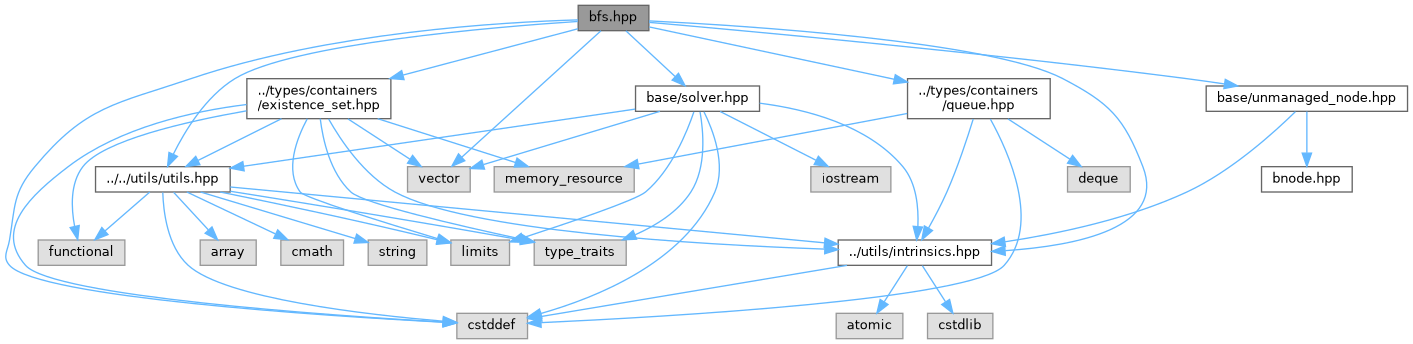 bfs.hpp
../types/containers
/existence_set.hpp
base/solver.hpp
../types/containers
/queue.hpp
base/unmanaged_node.hpp
../../utils/utils.hpp
vector
memory_resource
iostream
deque
bnode.hpp
functional
array
cmath
string
limits
type_traits
../utils/intrinsics.hpp
cstddef
atomic
cstdlib